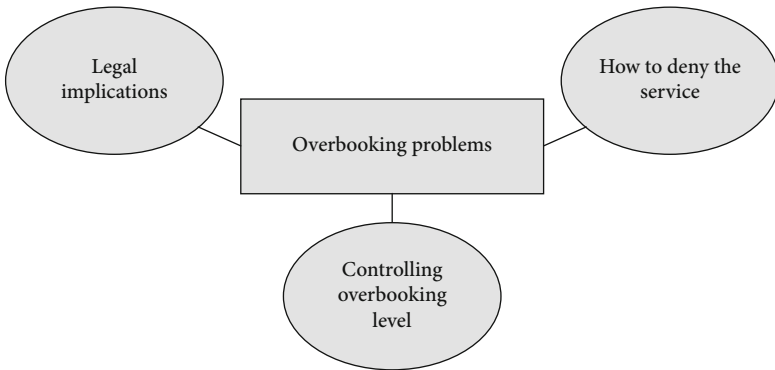 Legal
implications
How to deny the
service
Overbooking problems
Controlling
overbooking
level